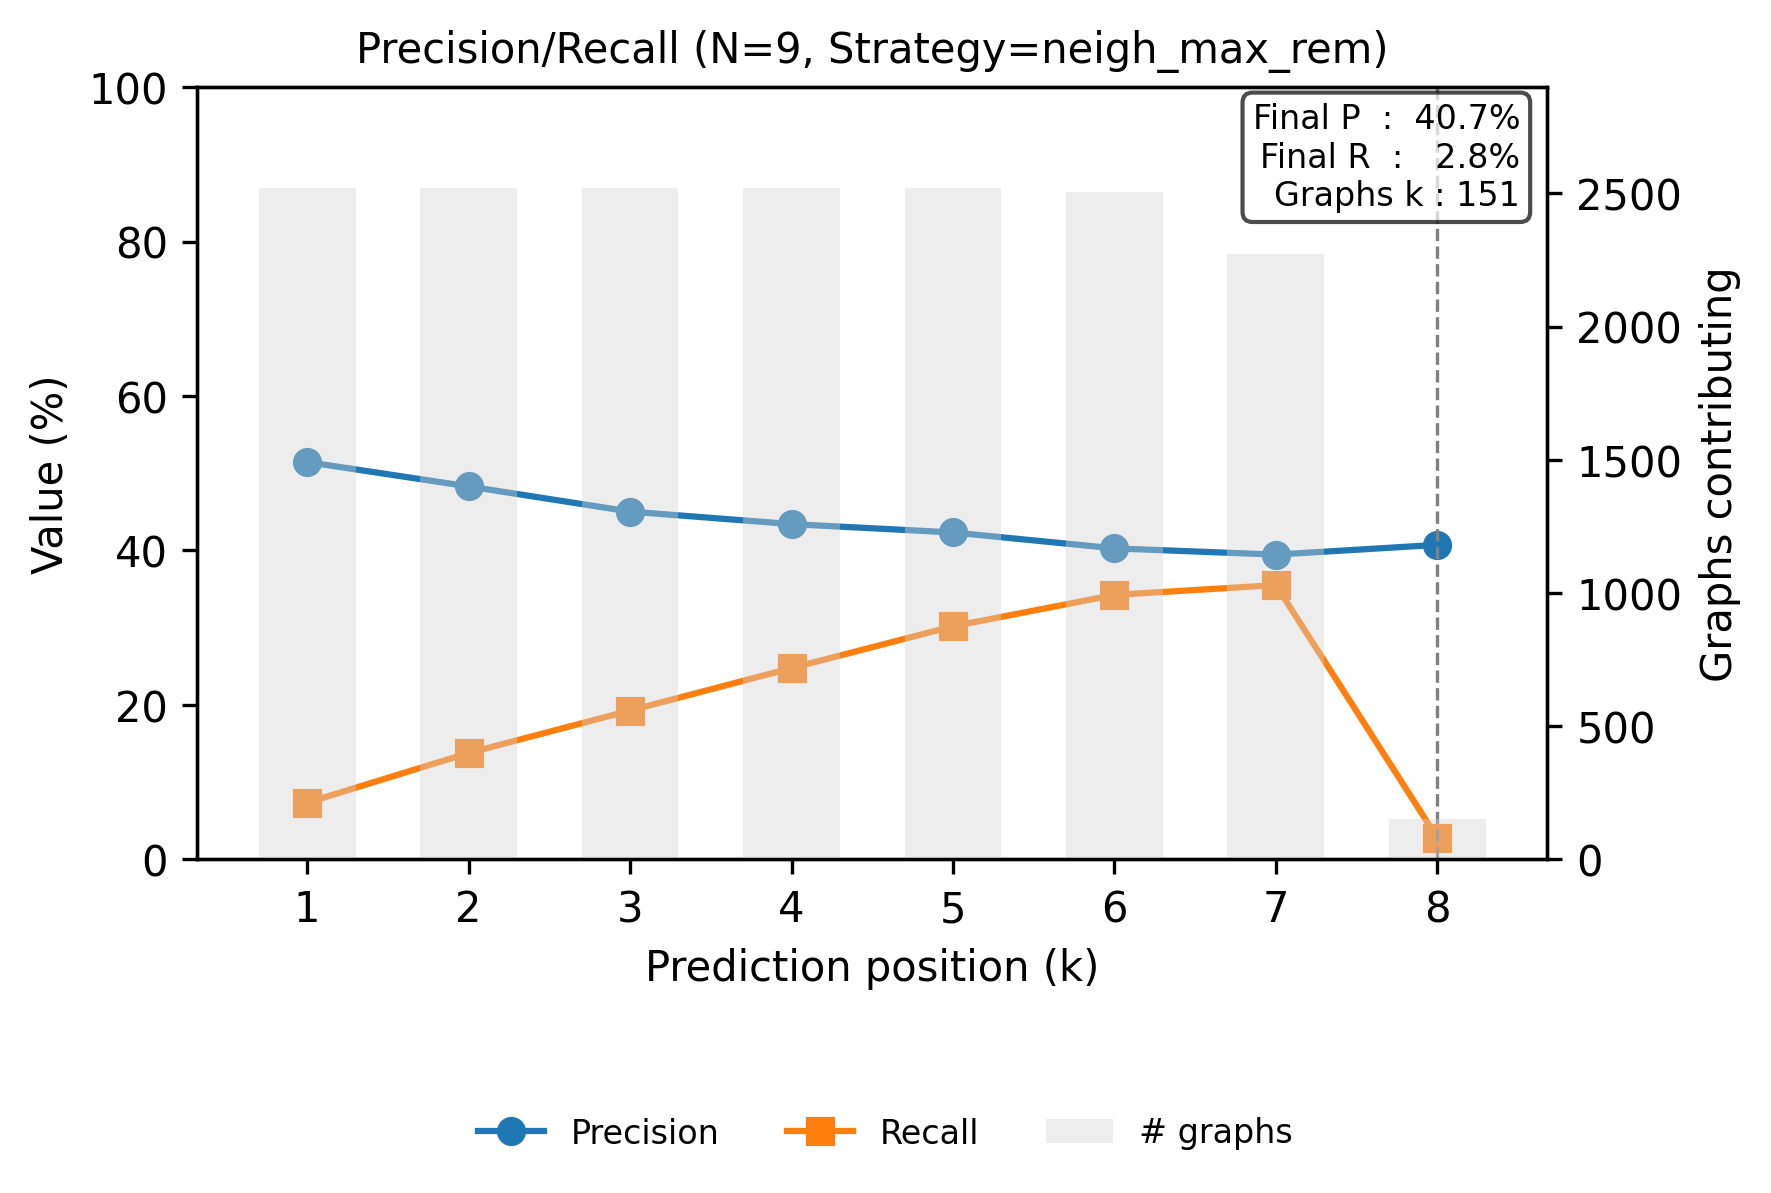 Precision/Recall (N=9, Strategy=neigh_max_rem)
100
80
60
40
20
0
Value (%)
Final P  :  40.7%
Final R  :   2.8%
Graphs k : 151
2500
2000
1500
1000
500
0
Graphs contributing
1 2 3 4 5 6 7 8
Prediction position (k)
Precision Recall # graphs